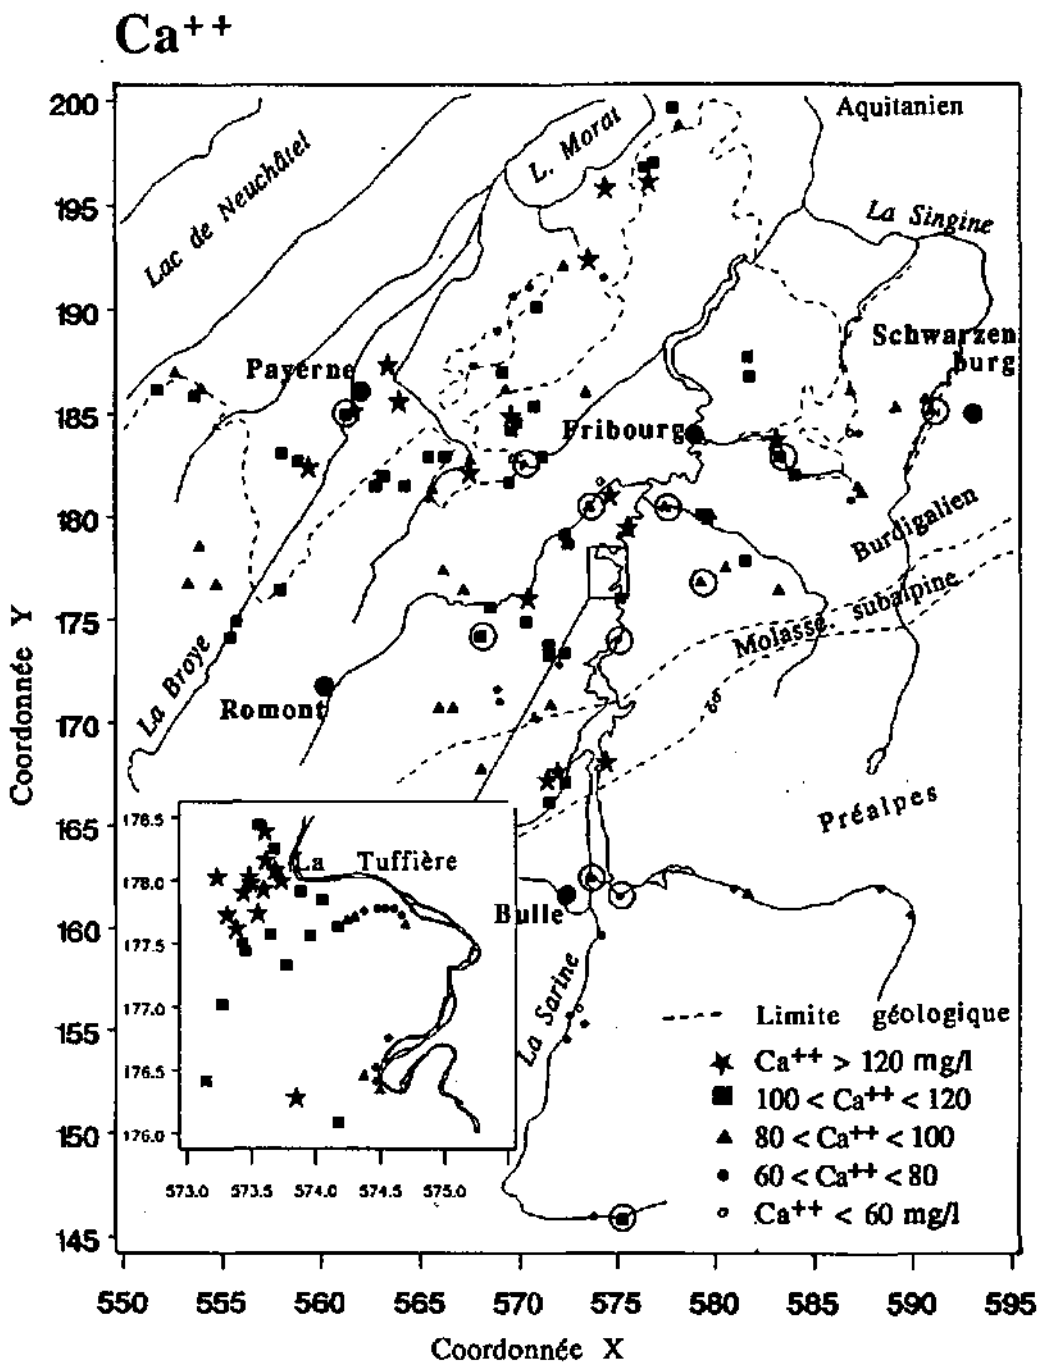 Ca++
200
Aquitanien
L. Morat
195
La Singine
Lac de Neuchâtel
190
Schwarzen
burg
Payerne
185
Fribourg
180
Burdigalien
Coordonnée Y
175
Molasse subalpine
La Broye
Romont
170
Préalpes
165
176.5
La Tuffière
178.0
Bulle
160
177.5
La Sarine
177.0
Limite géologique
155
Ca++ > 120 mg/l
176.5
100 < Ca++ < 120
80 < Ca++ < 100
176.0
150
60 < Ca++ < 80
573.0 573.5 574.0 574.5 575.0
Ca++ < 60 mg/l
145
550 555 560 565 570 575 580 585 590 595
Coordonnée X